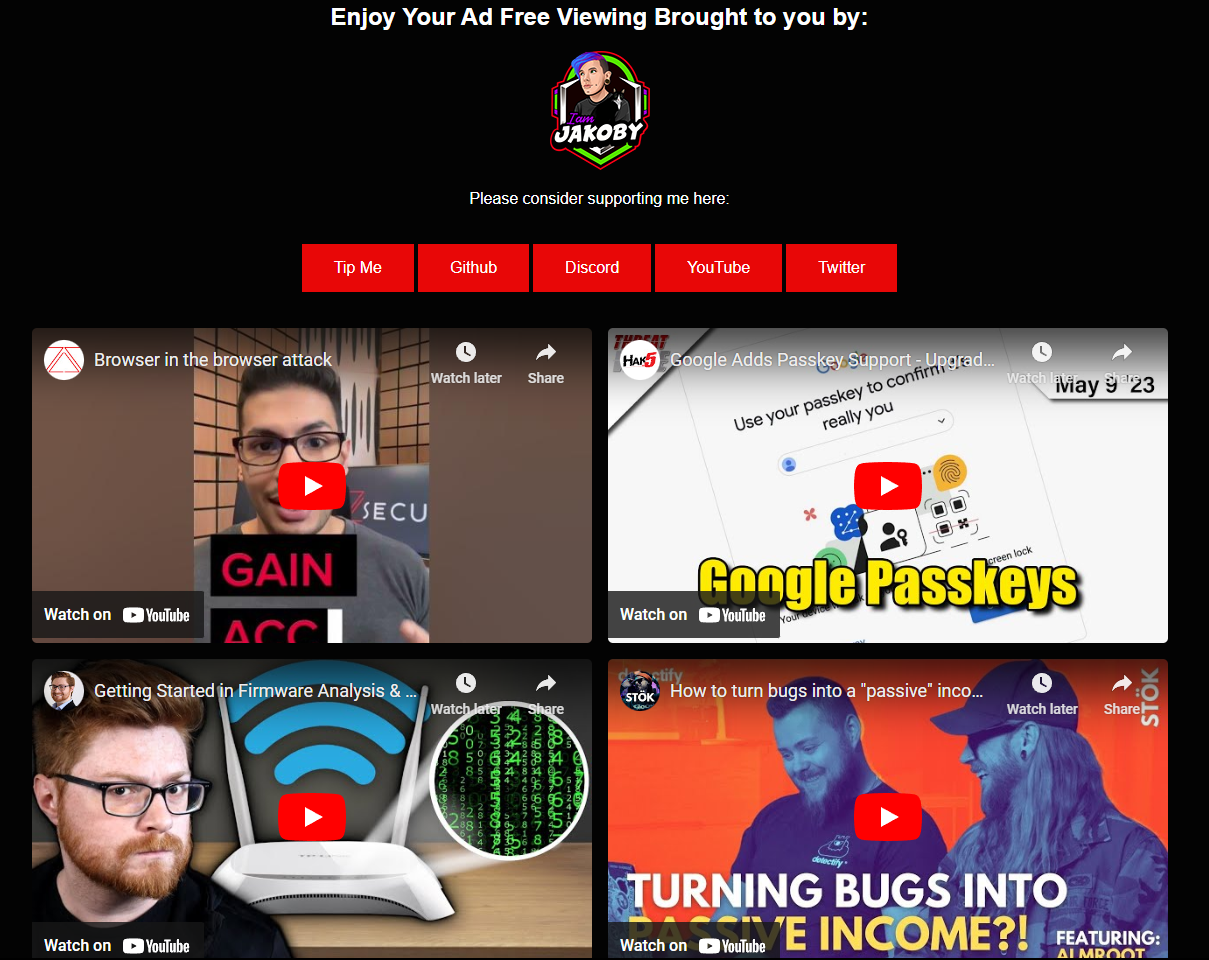 Enjoy Your Ad Free Viewing Brought to you by:
I am
JAKOBY
Please consider supporting me here:
Tip Me
Github
Discord
YouTube
Twitter
Browser in the browser attack
Watch later
Share
SECU
GAIN
ACC
Watch on YouTube
THREAT
HAK5
Google Adds Passkey Support - Upgrad...
Watch later
Share
May 9 '23
Use your passkey to confirm it's
really you
screen lock
Google Passkeys
Your device
Watch on YouTube
Getting Started in Firmware Analysis & ...
Watch later
Share
TP-LINK
Watch on YouTube
detectify
STÖK
How to turn bugs into a "passive" inco...
Watch later
Share
STÖK
detectify
TURNING BUGS INTO
PASSIVE INCOME?!
Watch on YouTube
FEATURING:
ALMROOT